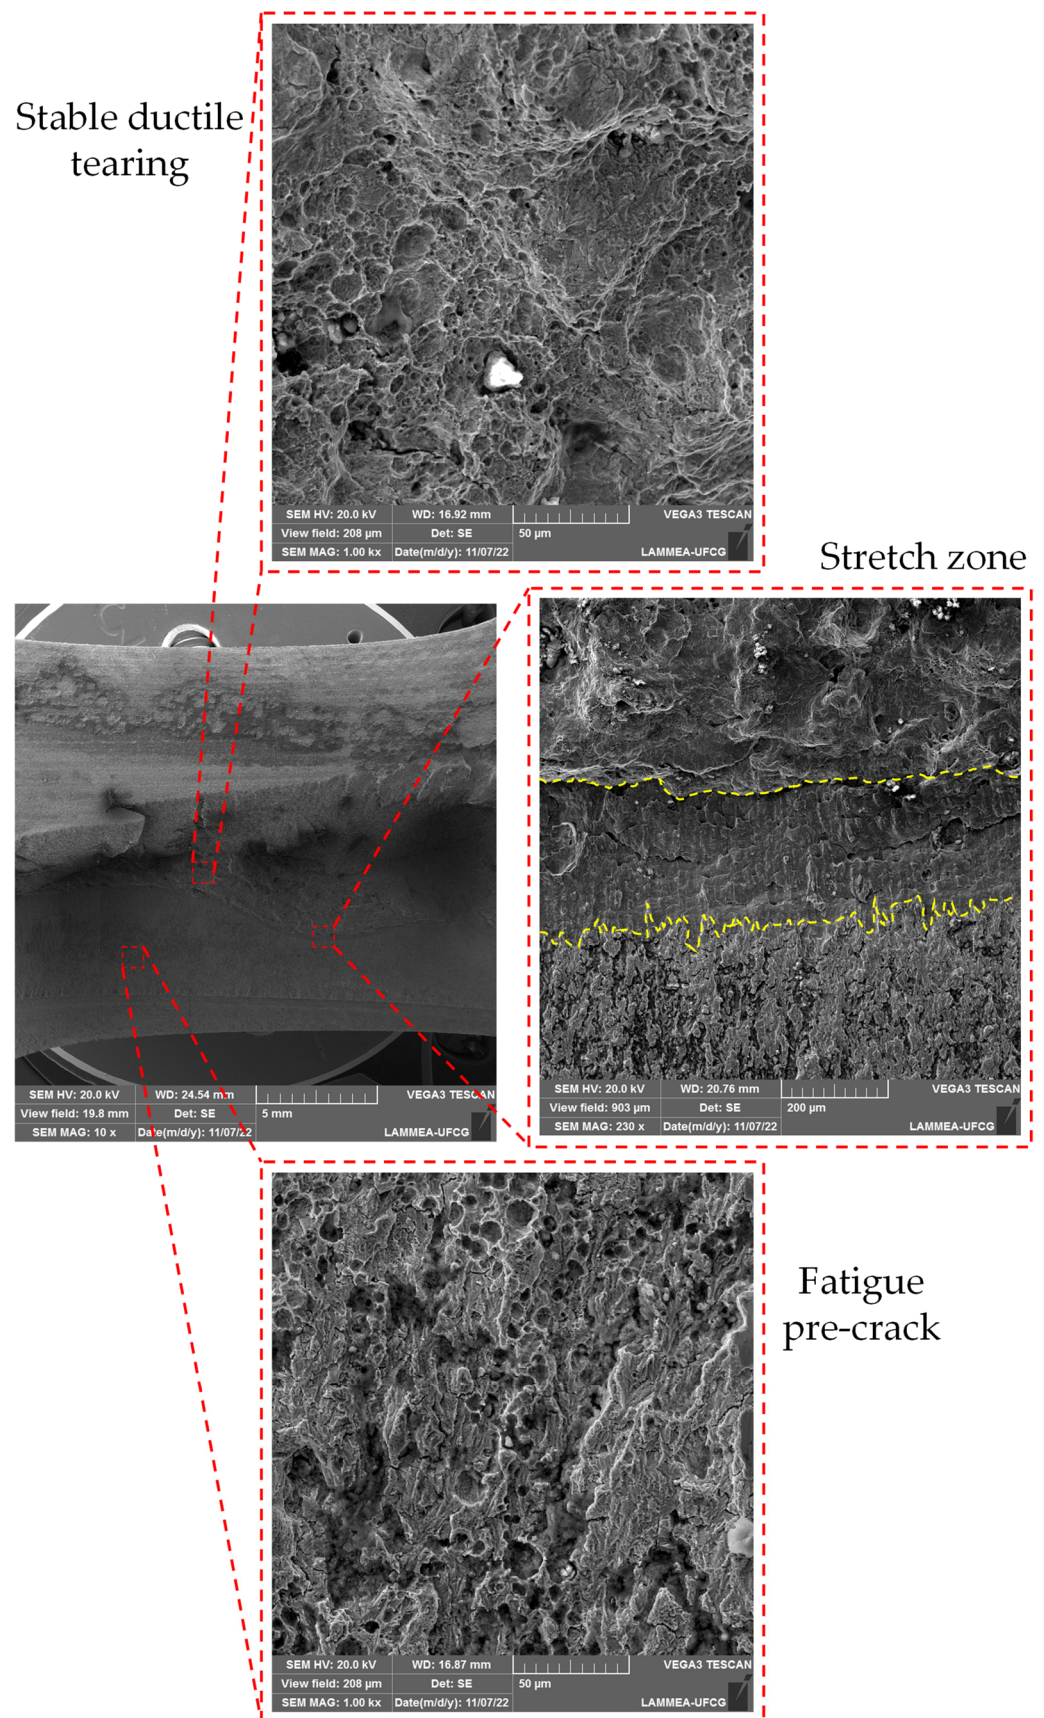 Stable ductile
tearing
SEM HV: 20.0 kV WD: 16.92 mm VEGA3 TESCAN
View field: 208 µm Det: SE 50 µm
SEM MAG: 1.00 kx Date(m/d/y): 11/07/22 LAMMEA-UFCG
Stretch zone
SEM HV: 20.0 kV WD: 24.54 mm VEGA3 TESCAN
View field: 19.8 mm Det: SE 5 mm
SEM MAG: 10 x Date(m/d/y): 11/07/22 LAMMEA-UFCG
SEM HV: 20.0 kV WD: 20.76 mm VEGA3 TESCAN
View field: 903 µm Det: SE 200 µm
SEM MAG: 230 x Date(m/d/y): 11/07/22 LAMMEA-UFCG
Fatigue
pre-crack
SEM HV: 20.0 kV WD: 16.87 mm VEGA3 TESCAN
View field: 208 µm Det: SE 50 µm
SEM MAG: 1.00 kx Date(m/d/y): 11/07/22 LAMMEA-UFCG